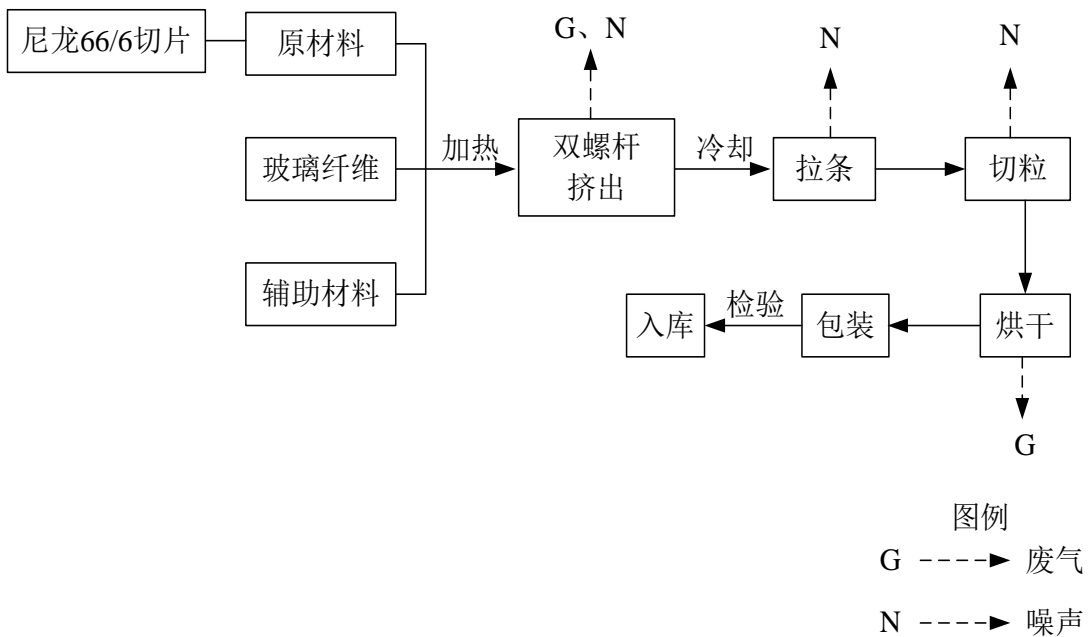 尼龙66/6切片
原材料
G、N
N
N
玻璃纤维
加热
双螺杆
挤出
冷却
拉条
切粒
辅助材料
入库
检验
包装
烘干
G
图例
G
废气
N
噪声